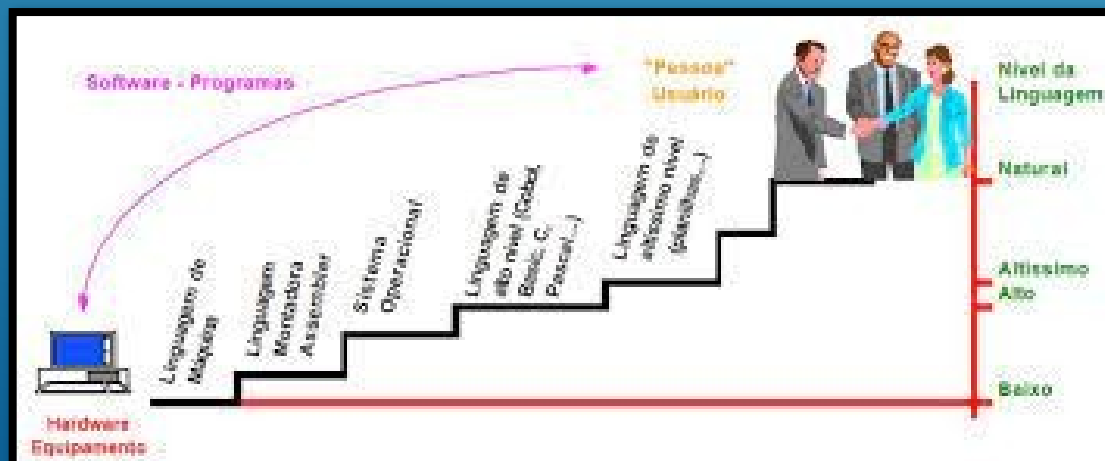 Software - Programas
"Pessoa"
Usuário
Nível da
Linguagem
Natural
Altíssimo
Alto
Baixo
Linguagem de
Máquina
Linguagem
Montadora
Assembler
Sistema
Operacional
Linguagem de
alto nível (Cobol,
Basic, C,
Pascal...)
Linguagem de
altíssimo nível
(planilhas...)
Hardware
Equipamento